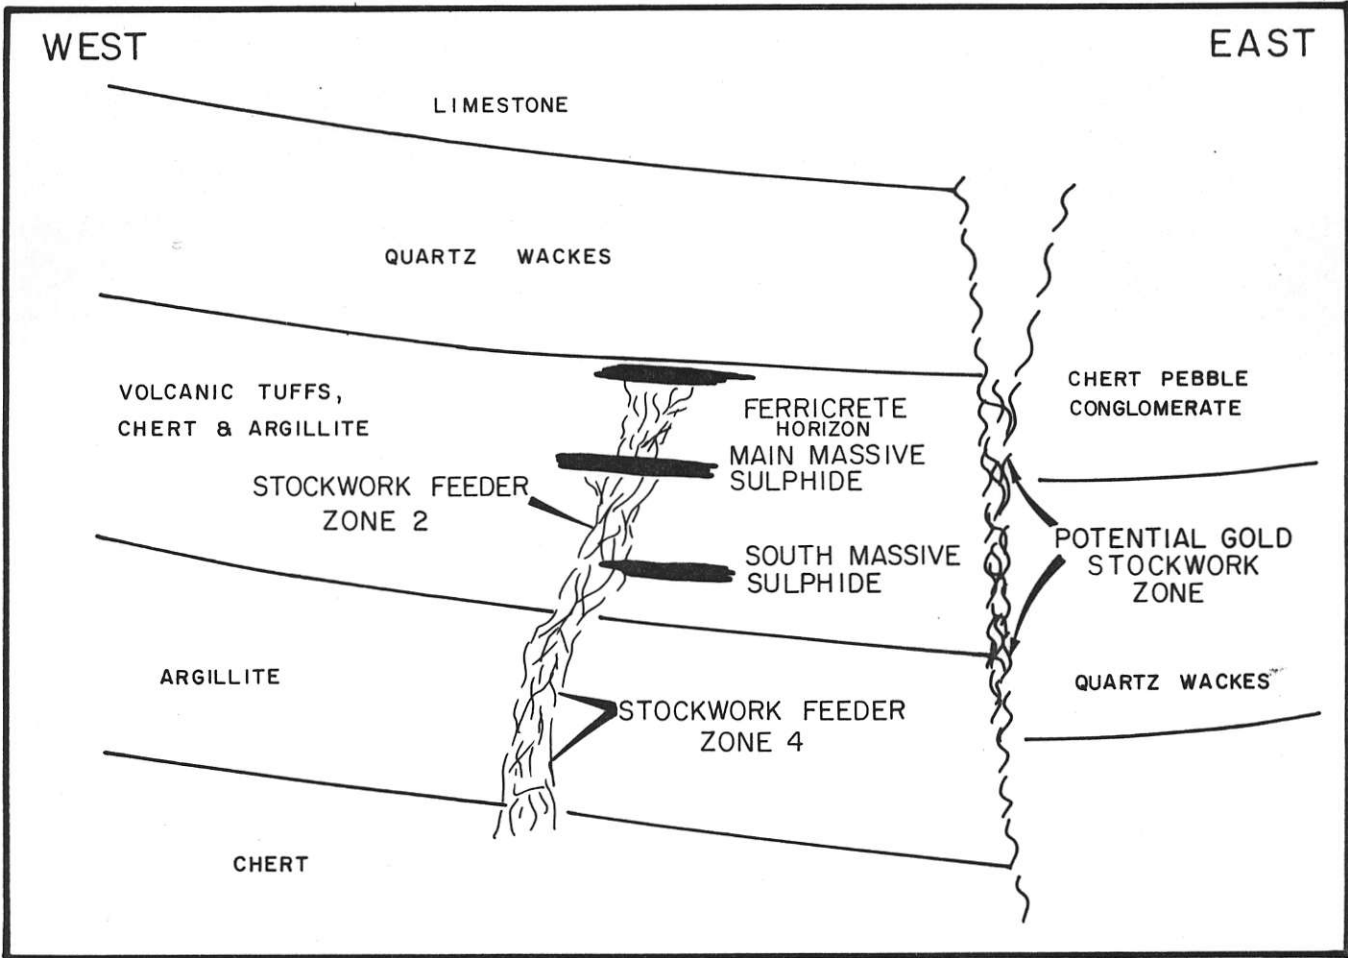 WEST
EAST
LIMESTONE
QUARTZ WACKES
VOLCANIC TUFFS,
CHERT & ARGILLITE
CHERT PEBBLE
CONGLOMERATE
FERRICRETE
HORIZON
MAIN MASSIVE
SULPHIDE
STOCKWORK FEEDER
ZONE 2
SOUTH MASSIVE
SULPHIDE
POTENTIAL GOLD
STOCKWORK
ZONE
ARGILLITE
QUARTZ WACKES
STOCKWORK FEEDER
ZONE 4
CHERT